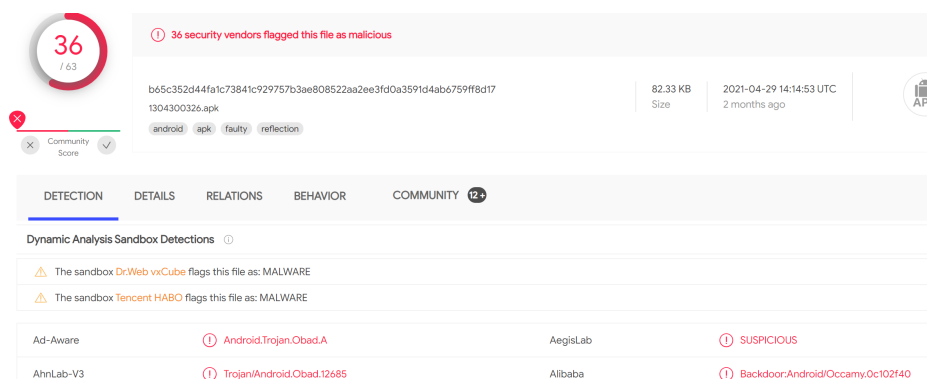 36
/ 63
36 security vendors flagged this file as malicious
b65c352d44fa1c73841c929757b3ae808522aa2ee3fd0a3591d4ab6759ff8d17
1304300326.apk
android apk faulty reflection
82.33 KB
Size
2021-04-29 14:14:53 UTC
2 months ago
Community
Score
DETECTION DETAILS RELATIONS BEHAVIOR COMMUNITY 12+
Dynamic Analysis Sandbox Detections
The sandbox Dr.Web vxCube flags this file as: MALWARE
The sandbox Tencent HABO flags this file as: MALWARE
Ad-Aware Android.Trojan.Obad.A AegisLab SUSPICIOUS
AhnLab-V3 Trojan/Android.Obad.12685 Alibaba Backdoor:Android/Occamy.0c102f40